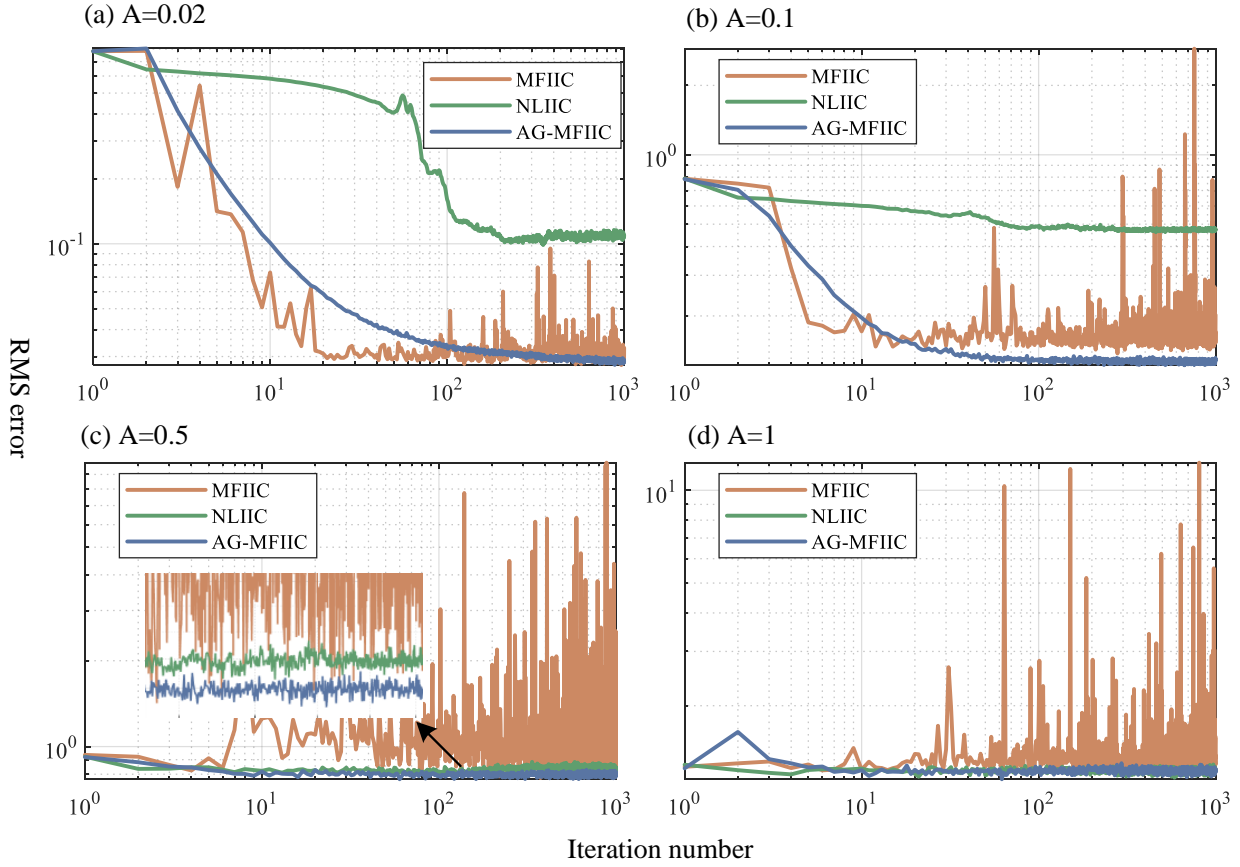 (a) A=0.02
MFIIC
NLIIC
AG-MFIIC
10^-1
10^0
10^1
10^2
10^3
(b) A=0.1
MFIIC
NLIIC
AG-MFIIC
10^0
10^0
10^1
10^2
10^3
RMS error
(c) A=0.5
MFIIC
NLIIC
AG-MFIIC
10^0
10^0
10^1
10^2
10^3
(d) A=1
MFIIC
NLIIC
AG-MFIIC
10^1
10^0
10^1
10^2
10^3
Iteration number